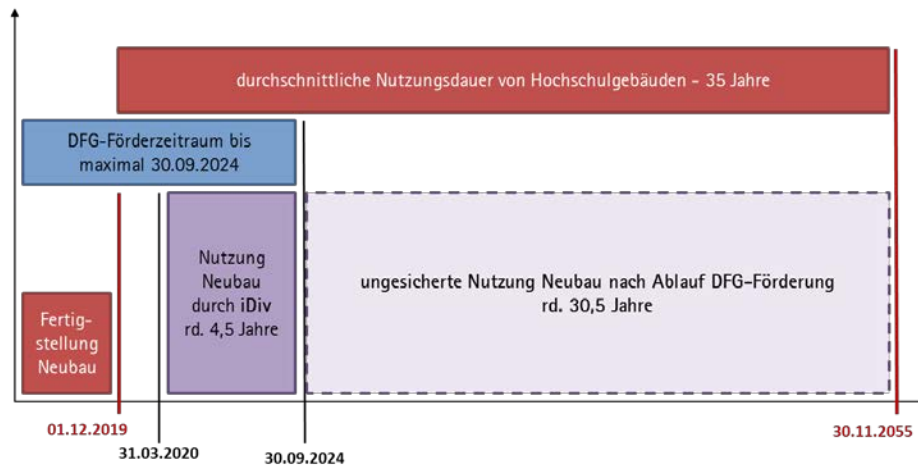 durchschnittliche Nutzungsdauer von Hochschulgebäuden - 35 Jahre
DFG-Förderzeitraum bis
maximal 30.09.2024
Nutzung
Neubau
durch iDiv
rd. 4,5 Jahre
ungesicherte Nutzung Neubau nach Ablauf DFG-Förderung
rd. 30,5 Jahre
Fertig-
stellung
Neubau
01.12.2019
31.03.2020
30.09.2024
30.11.2055